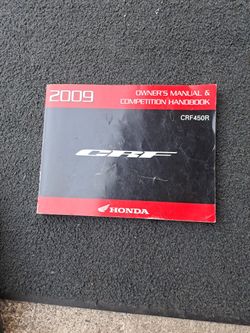 2009
OWNER'S MANUAL &
COMPETITION HANDBOOK
CRF450R
CRF
HONDA